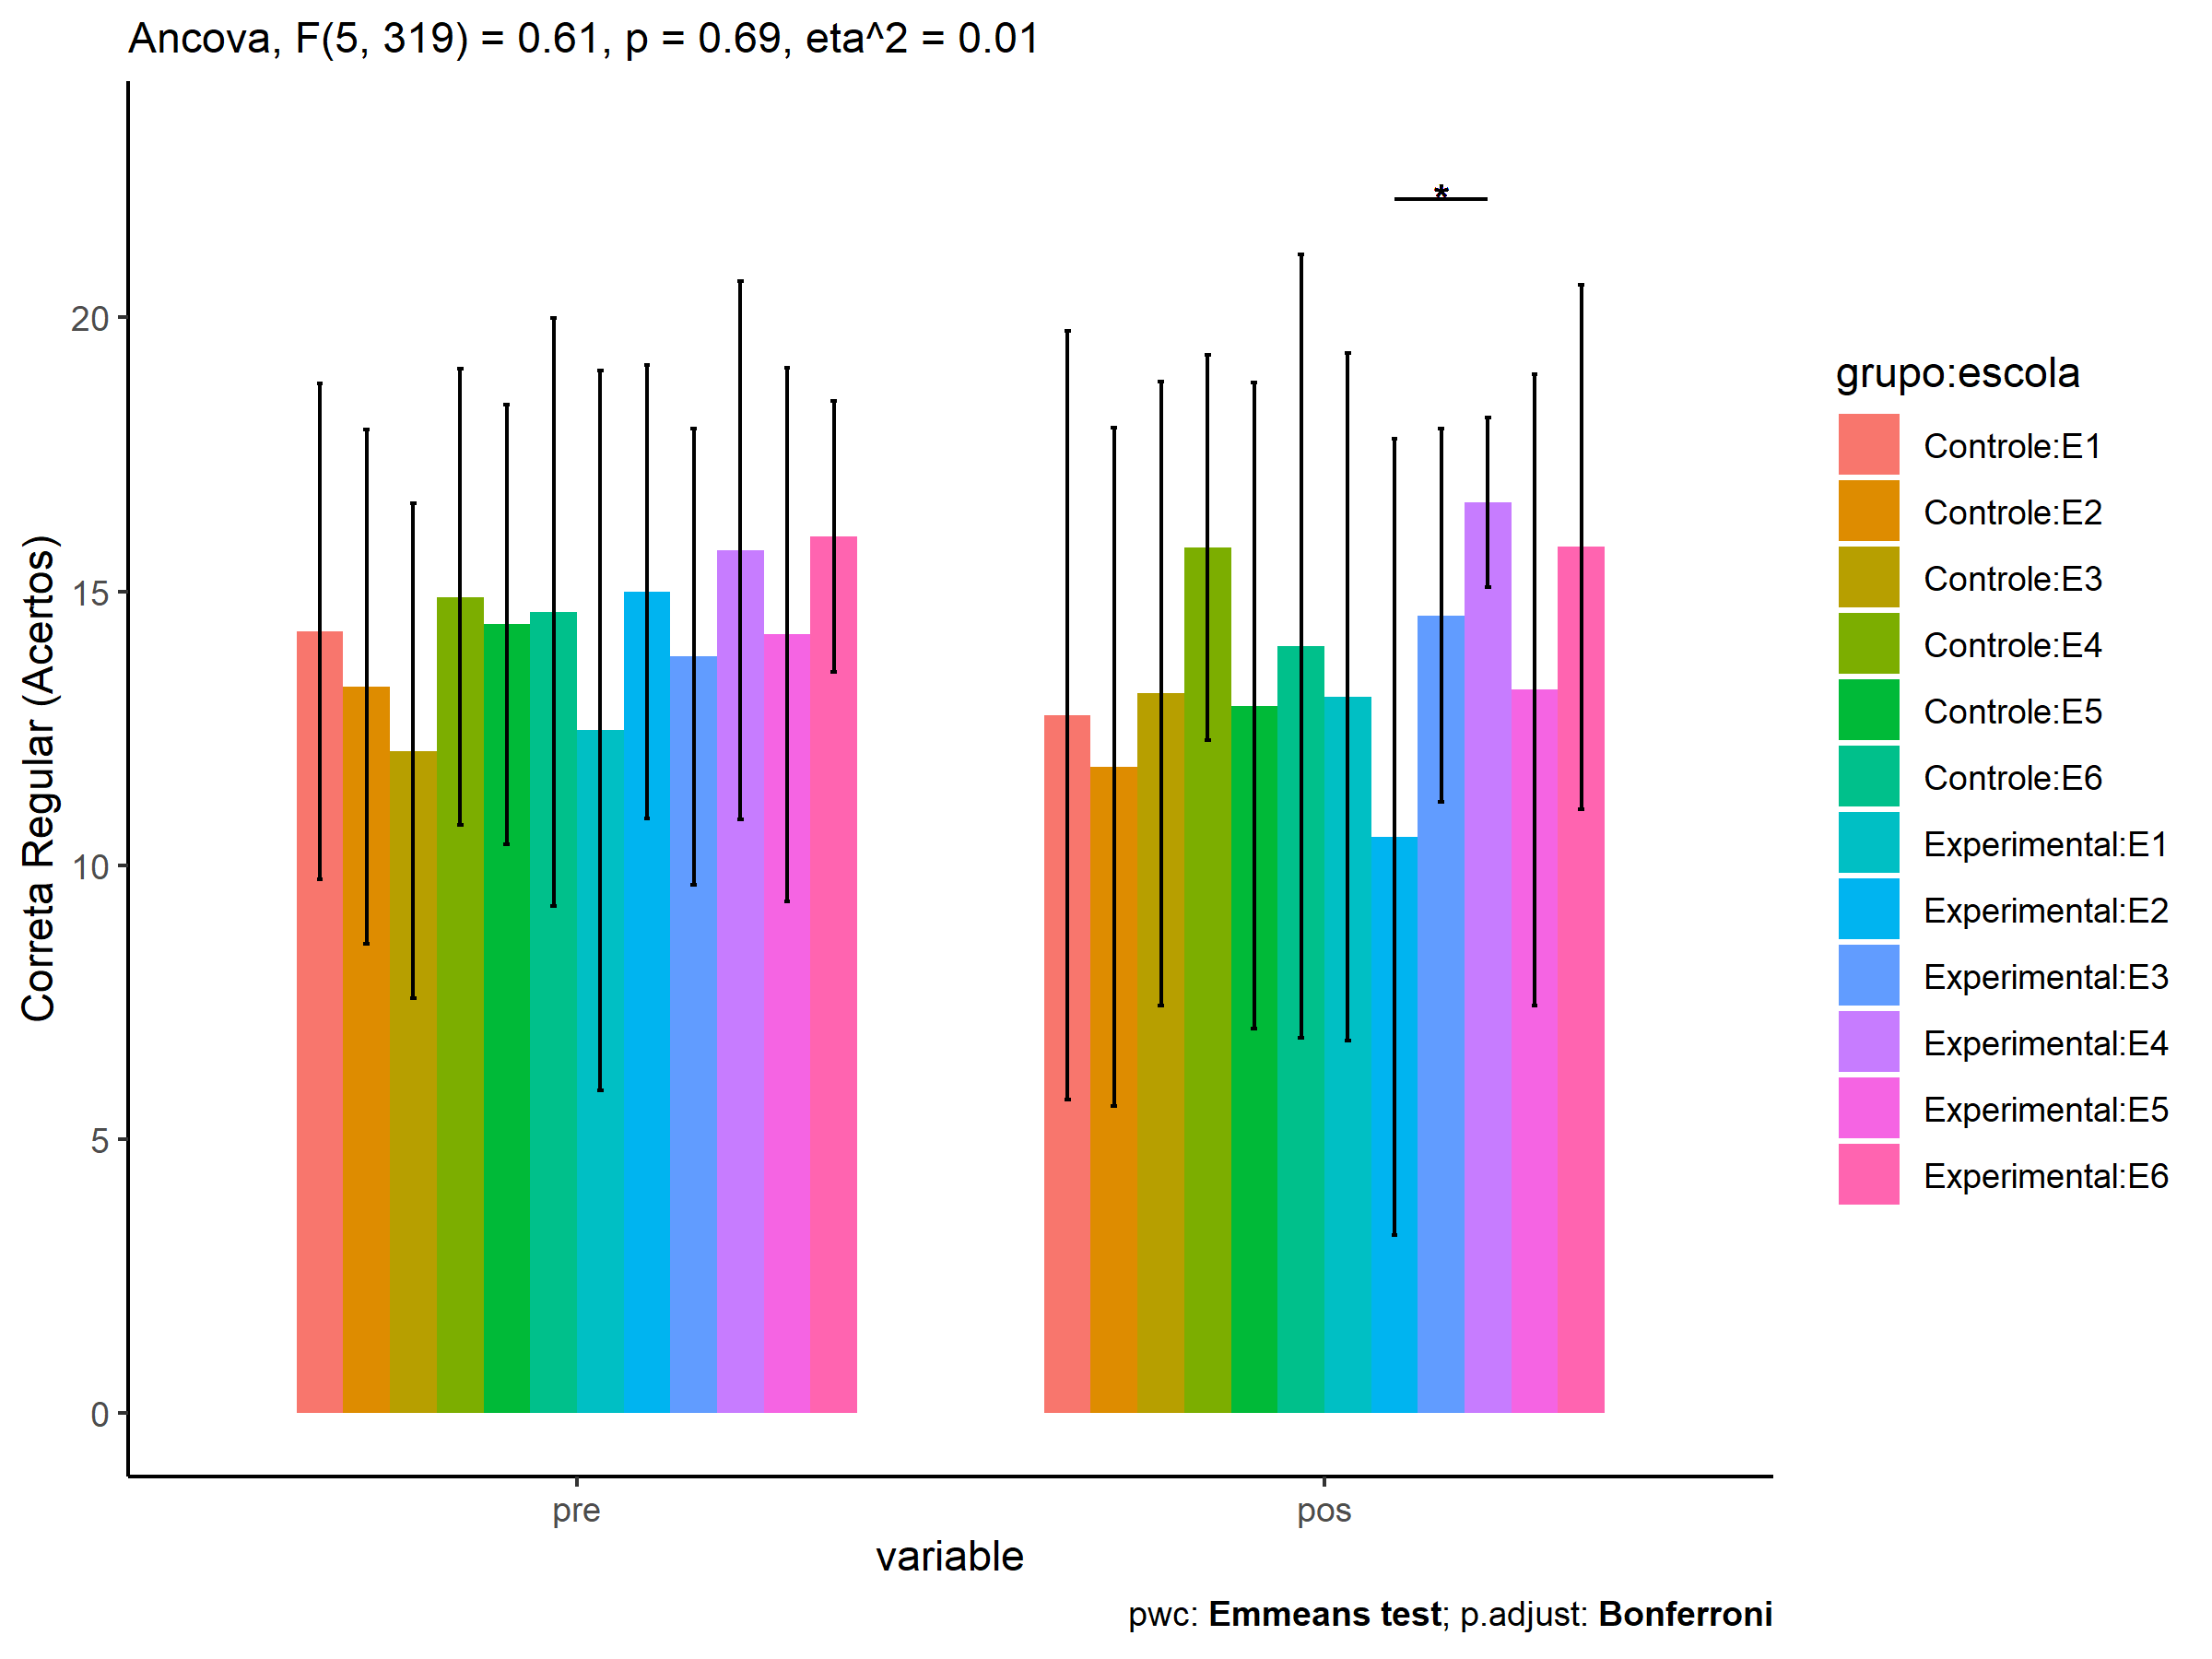 Ancova, F(5, 319) = 0.61, p = 0.69, eta^2 = 0.01
*
Correta Regular (Acertos)
20
15
10
5
0
pre
pos
variable
grupo:escola
Controle:E1
Controle:E2
Controle:E3
Controle:E4
Controle:E5
Controle:E6
Experimental:E1
Experimental:E2
Experimental:E3
Experimental:E4
Experimental:E5
Experimental:E6
pwc: Emmeans test; p.adjust: Bonferroni